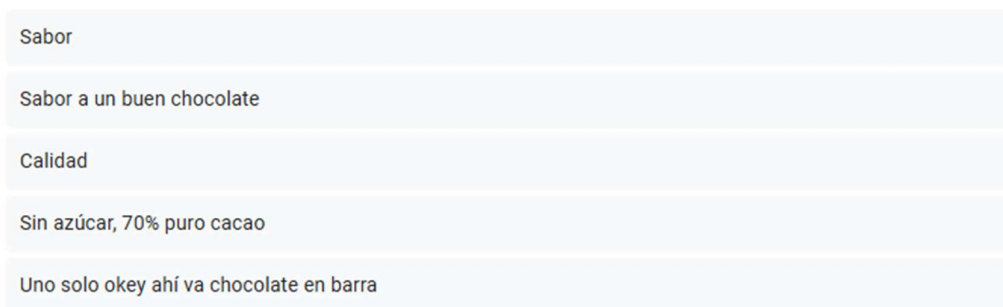 Sabor
Sabor a un buen chocolate
Calidad
Sin azúcar, 70% puro cacao
Uno solo okey ahí va chocolate en barra